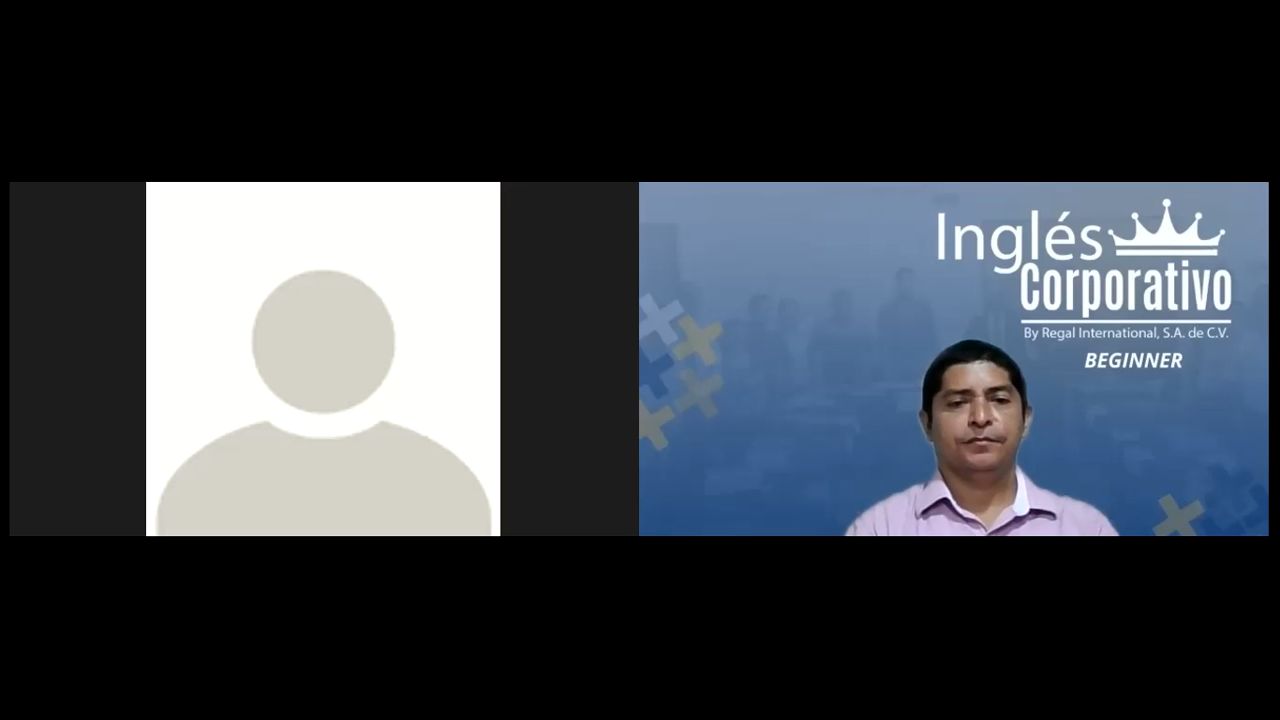 Inglés
Corporativo
By Regal International, S.A. de C.V.
BEGINNER